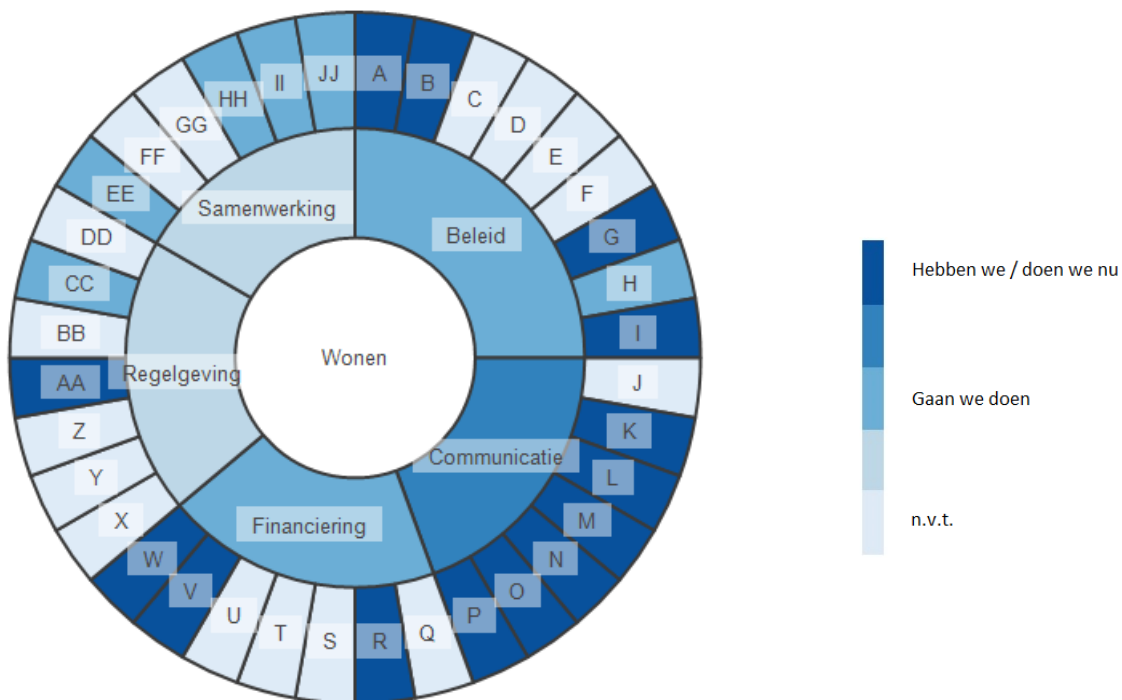 A
B
C
D
E
F
G
H
I
J
K
L
M
N
O
P
Q
R
S
T
U
V
W
X
Y
Z
AA
BB
CC
DD
EE
FF
GG
HH
II
JJ
Beleid
Communicatie
Financiering
Regelgeving
Samenwerking
Wonen
Hebben we / doen we nu
Gaan we doen
n.v.t.